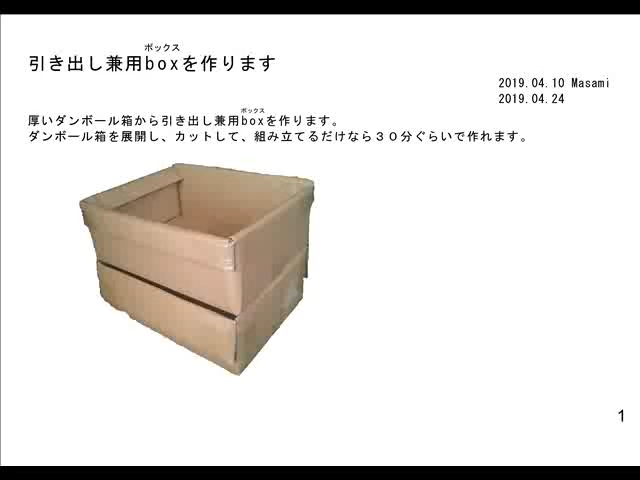 ボックス
引き出し兼用boxを作ります
2019.04.10 Masami
2019.04.24
ボックス
厚いダンボール箱から引き出し兼用boxを作ります。
ダンボール箱を展開し、カットして、組み立てるだけなら30分ぐらいで作れます。
1